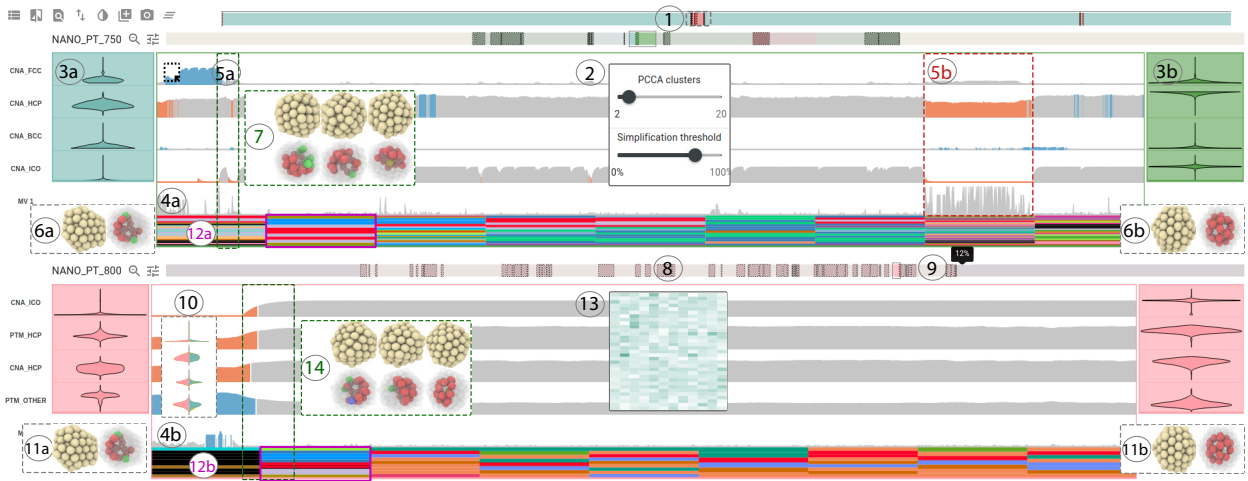 1
NANO_PT_750
3a
CNA_FCC
CNA_HCP
CNA_BCC
CNA_ICO
5a
2
PCCA clusters
2 20
Simplification threshold
0% 100%
5b
3b
7
MV 1
4a
6a
12a
6b
NANO_PT_800
8
9
12%
CNA_ICO
PTM_HCP
CNA_HCP
PTM_OTHER
10
13
14
M
4b
11a
12b
11b